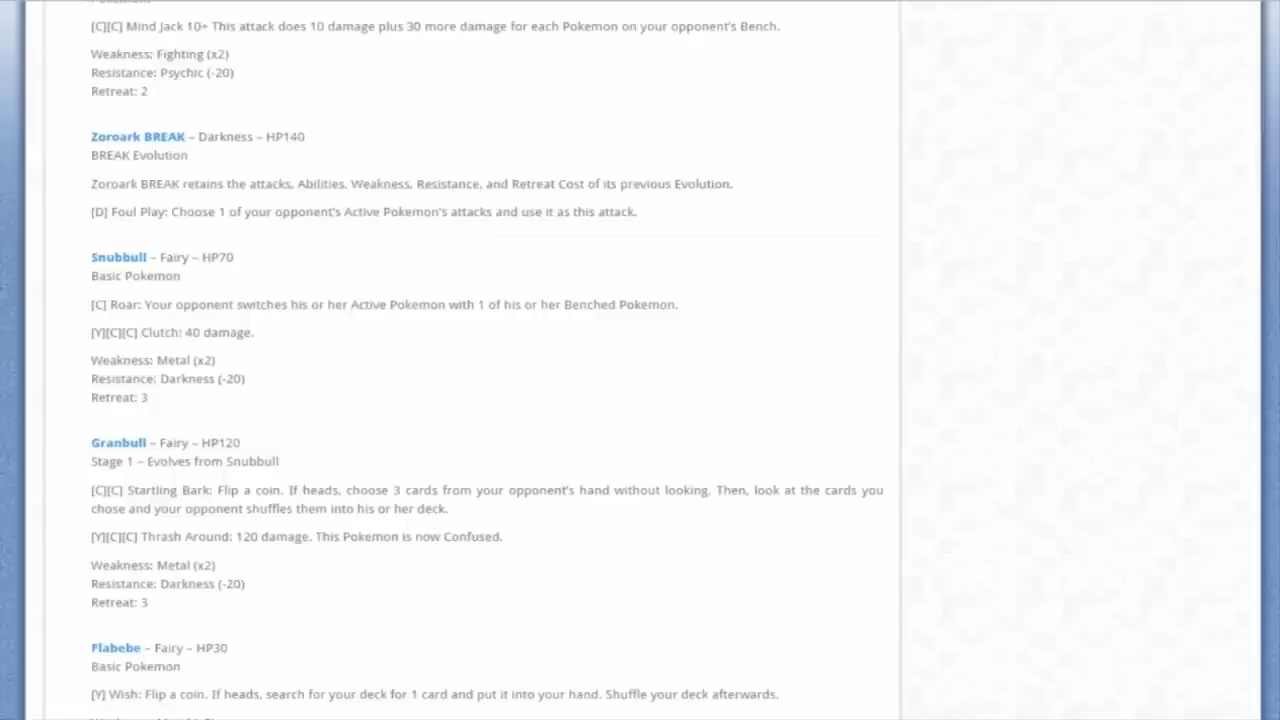 [C][C] Mind Jack 10+ This attack does 10 damage plus 30 more damage for each Pokemon on your opponent's Bench.
Weakness: Fighting (x2)
Resistance: Psychic (-20)
Retreat: 2
Zoroark BREAK – Darkness – HP140
BREAK Evolution
Zoroark BREAK retains the attacks, Abilities, Weakness, Resistance, and Retreat Cost of its previous Evolution.
[D] Foul Play: Choose 1 of your opponent's Active Pokemon's attacks and use it as this attack.
Snubbull – Fairy – HP70
Basic Pokemon
[C] Roar: Your opponent switches his or her Active Pokemon with 1 of his or her Benched Pokemon.
[Y][C][C] Clutch: 40 damage.
Weakness: Metal (x2)
Resistance: Darkness (-20)
Retreat: 3
Granbull – Fairy – HP120
Stage 1 – Evolves from Snubbull
[C][C] Startling Bark: Flip a coin. If heads, choose 3 cards from your opponent's hand without looking. Then, look at the cards you
chose and your opponent shuffles them into his or her deck.
[Y][C][C] Thrash Around: 120 damage. This Pokemon is now Confused.
Weakness: Metal (x2)
Resistance: Darkness (-20)
Retreat: 3
Flabebe – Fairy – HP30
Basic Pokemon
[Y] Wish: Flip a coin. If heads, search for your deck for 1 card and put it into your hand. Shuffle your deck afterwards.